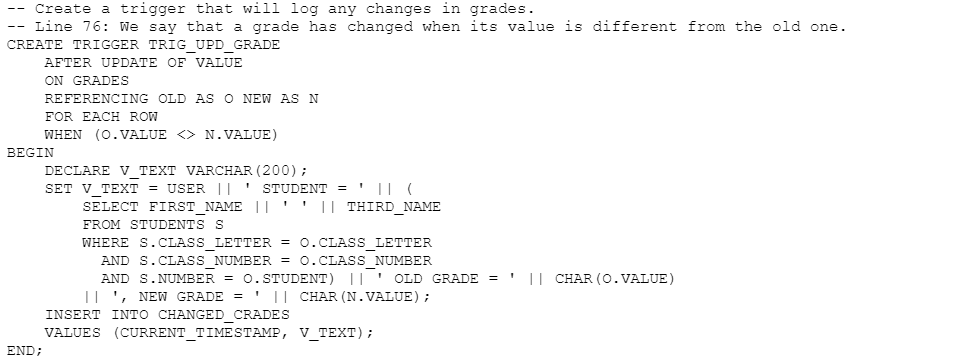 -- Create a trigger that will log any changes in grades.
-- Line 76: We say that a grade has changed when its value is different from the old one.
CREATE TRIGGER TRIG_UPD_GRADE
    AFTER UPDATE OF VALUE
    ON GRADES
    REFERENCING OLD AS O NEW AS N
    FOR EACH ROW
    WHEN (O.VALUE <> N.VALUE)
BEGIN
    DECLARE V_TEXT VARCHAR(200);
    SET V_TEXT = USER || ' STUDENT = ' || (
        SELECT FIRST_NAME || ' ' || THIRD_NAME
        FROM STUDENTS S
        WHERE S.CLASS_LETTER = O.CLASS_LETTER
          AND S.CLASS_NUMBER = O.CLASS_NUMBER
          AND S.NUMBER = O.STUDENT) || ' OLD GRADE = ' || CHAR(O.VALUE)
        || ', NEW GRADE = ' || CHAR(N.VALUE);
    INSERT INTO CHANGED_CRADES
    VALUES (CURRENT_TIMESTAMP, V_TEXT);
END;